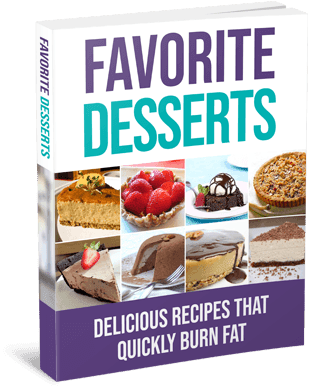 FAVORITE
DESSERTS
DELICIOUS RECIPES THAT
QUICKLY BURN FAT
FAVORITE DESSERTS